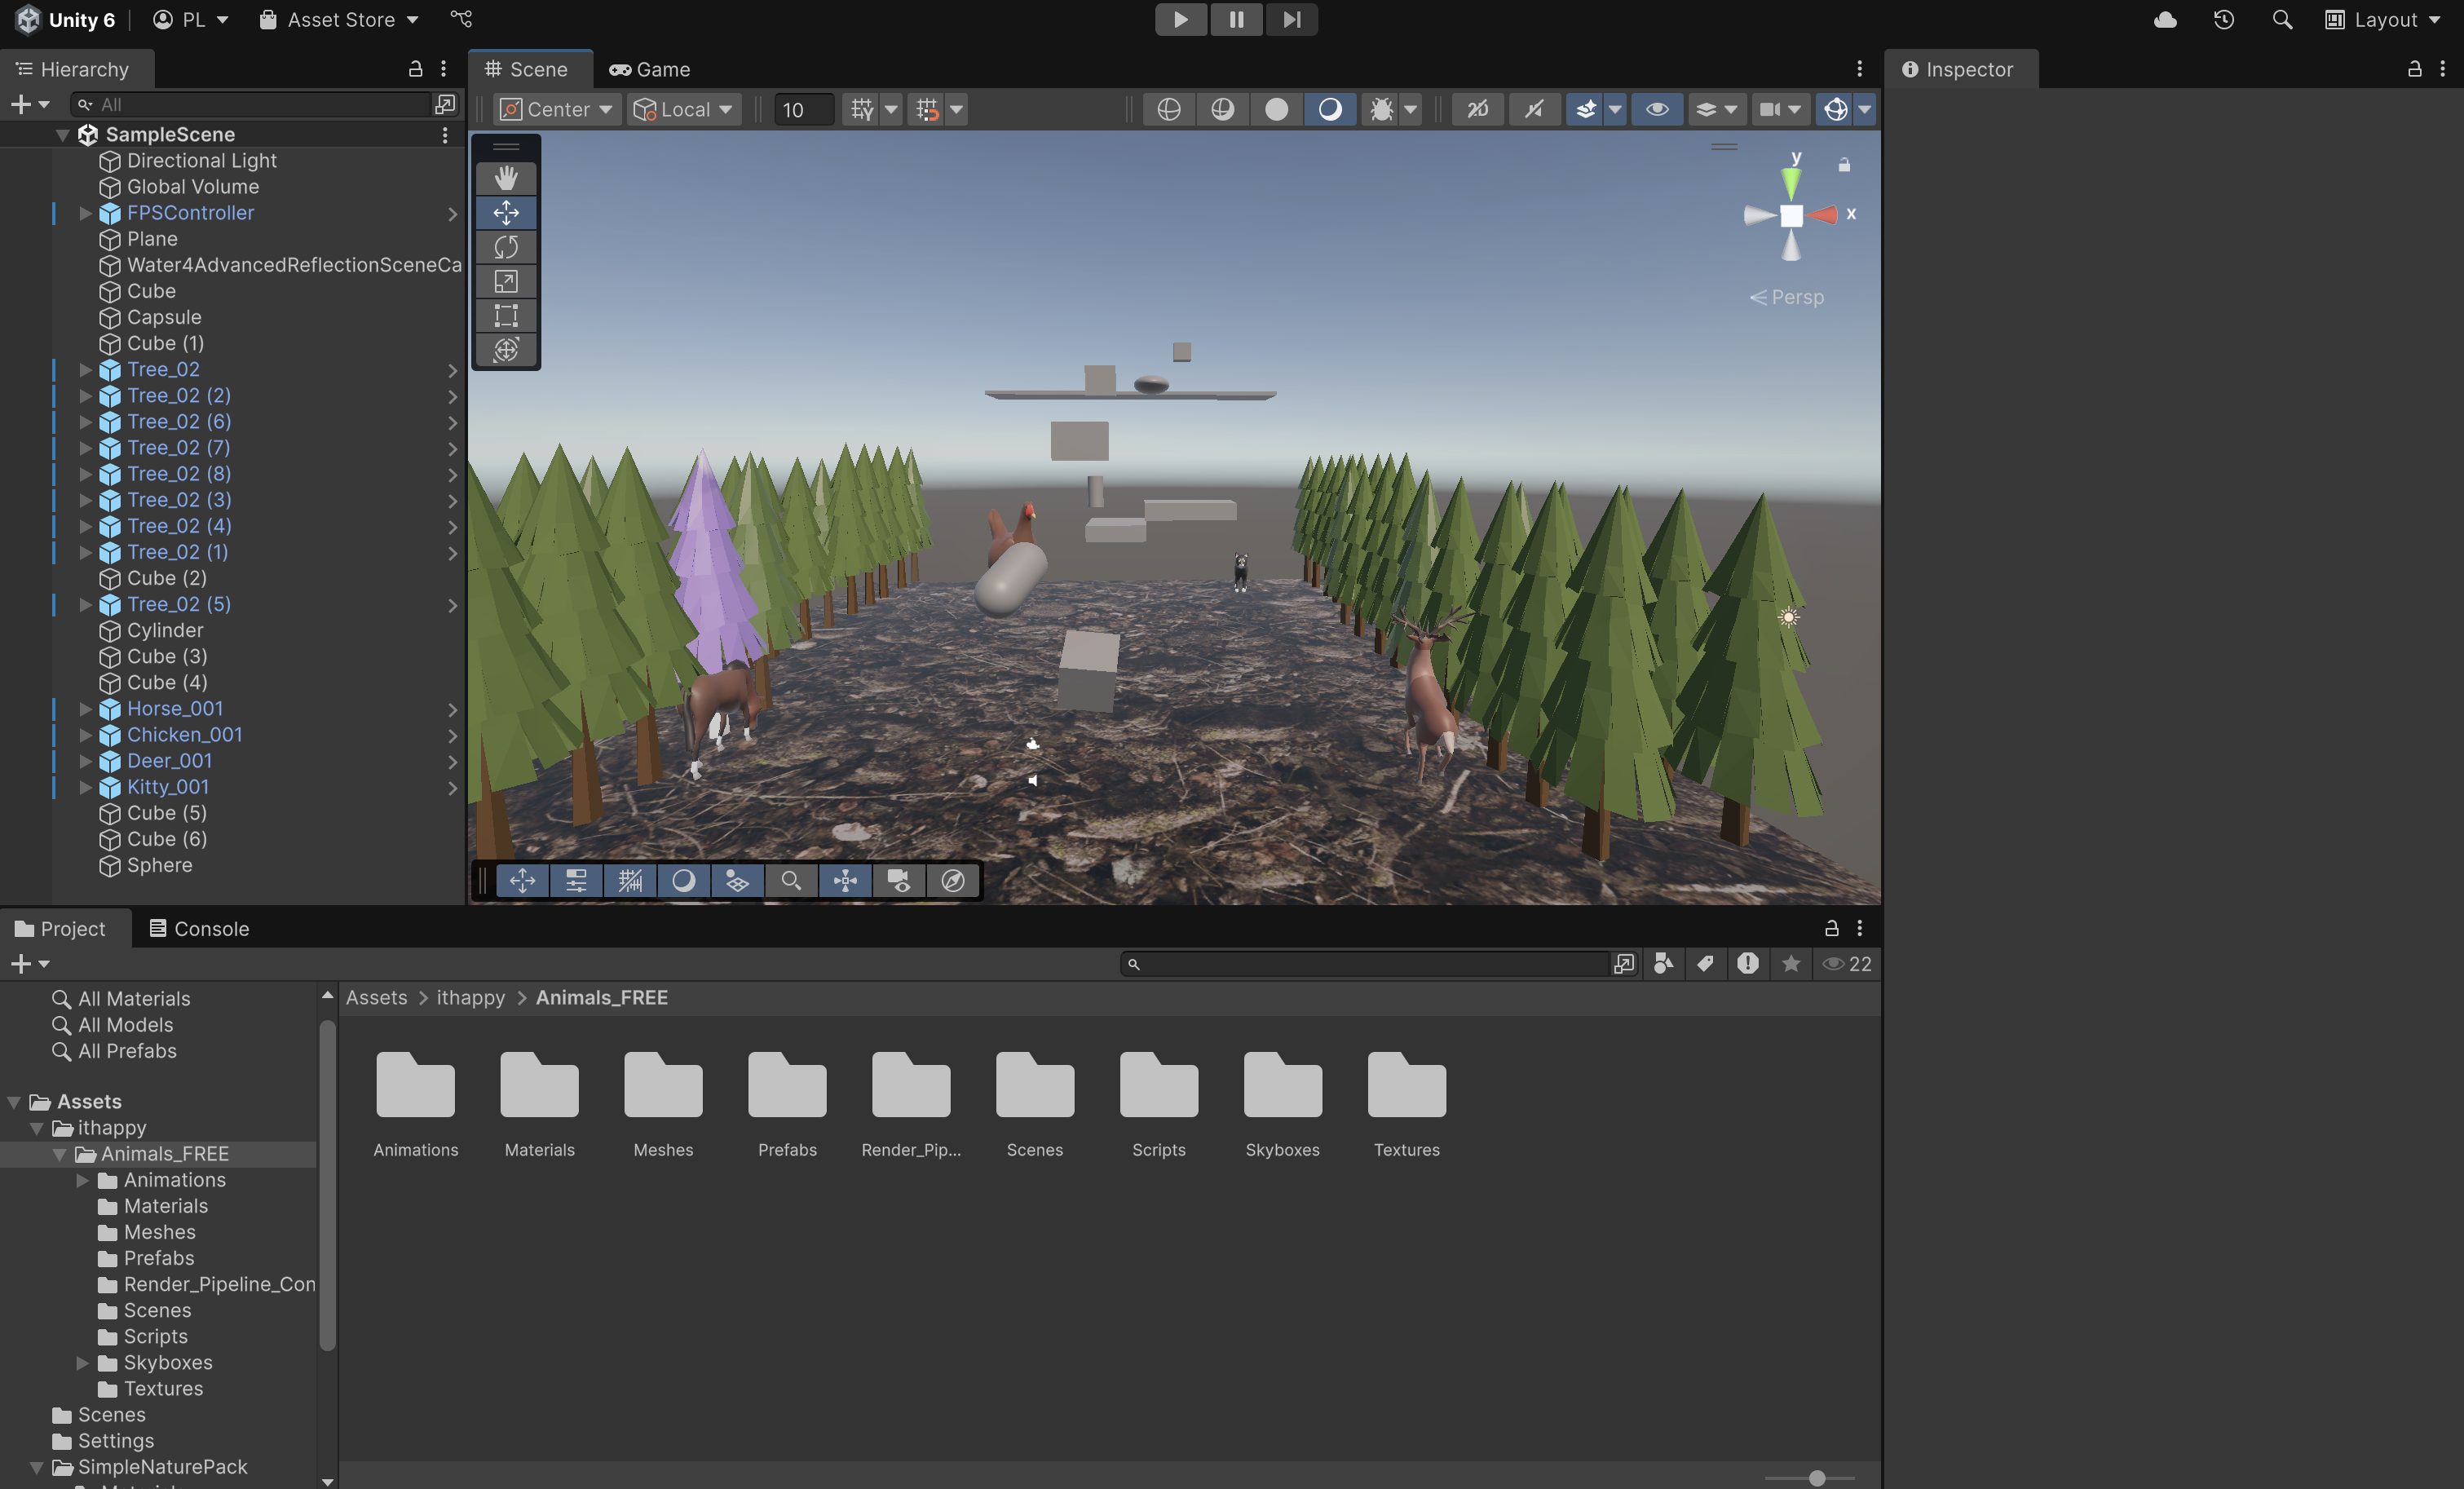 Unity 6
PL
Asset Store
Layout
Hierarchy
All
SampleScene
Directional Light
Global Volume
FPSController
Plane
Water4AdvancedReflectionSceneCa
Cube
Capsule
Cube (1)
Tree_02
Tree_02 (2)
Tree_02 (6)
Tree_02 (7)
Tree_02 (8)
Tree_02 (3)
Tree_02 (4)
Tree_02 (1)
Cube (2)
Tree_02 (5)
Cylinder
Cube (3)
Cube (4)
Horse_001
Chicken_001
Deer_001
Kitty_001
Cube (5)
Cube (6)
Sphere
Scene
Game
Center
Local
10
2D
y
x
Persp
Inspector
Project
Console
22
All Materials
All Models
All Prefabs
Assets
ithappy
Animals_FREE
Animations
Materials
Meshes
Prefabs
Render_Pipeline_Con
Scenes
Scripts
Skyboxes
Textures
Scenes
Settings
SimpleNaturePack
Assets > ithappy > Animals_FREE
Animations
Materials
Meshes
Prefabs
Render_Pip...
Scenes
Scripts
Skyboxes
Textures